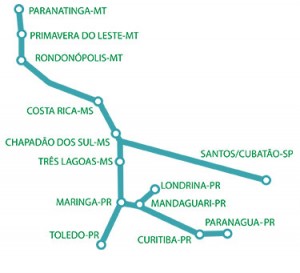 PARANATINGA-MT
PRIMAVERA DO LESTE-MT
RONDONÓPOLIS-MT
COSTA RICA-MS
CHAPADÃO DOS SUL-MS
SANTOS/CUBATÃO-SP
TRÊS LAGOAS-MS
LONDRINA-PR
MARINGA-PR
MANDAGUARI-PR
PARANAGUA-PR
TOLEDO-PR
CURITIBA-PR